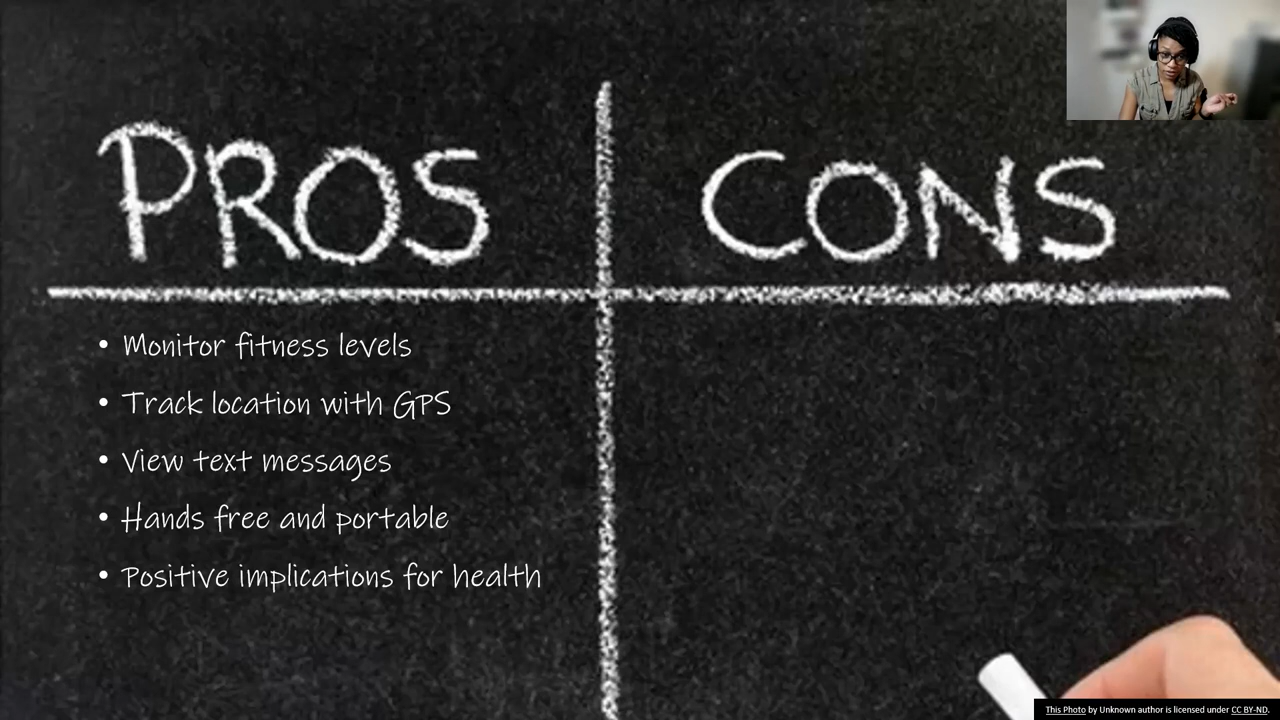 PROS
CONS
• Monitor fitness levels
• Track location with GPS
• View text messages
• Hands free and portable
• Positive implications for health
This Photo by Unknown author is licensed under CC BY-ND.